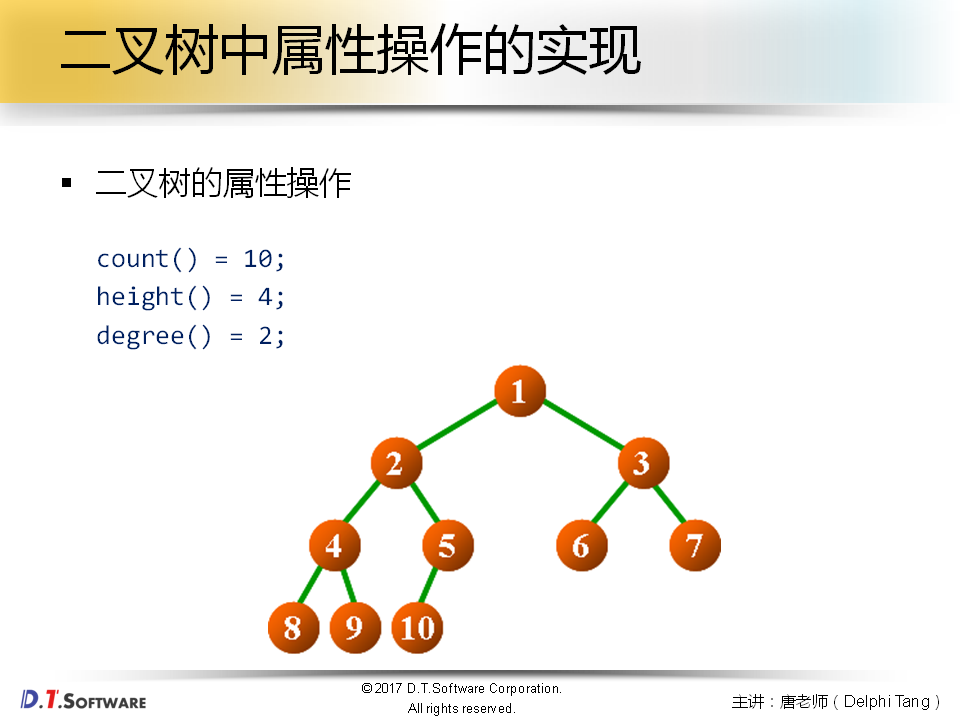 二叉树中属性操作的实现
▪ 二叉树的属性操作
count() = 10;
height() = 4;
degree() = 2;
1
2
3
4
5
6
7
8
9
10
D.T.SOFTWARE
©2017 D.T.Software Corporation.
All rights reserved.
主讲：唐老师（Delphi Tang）